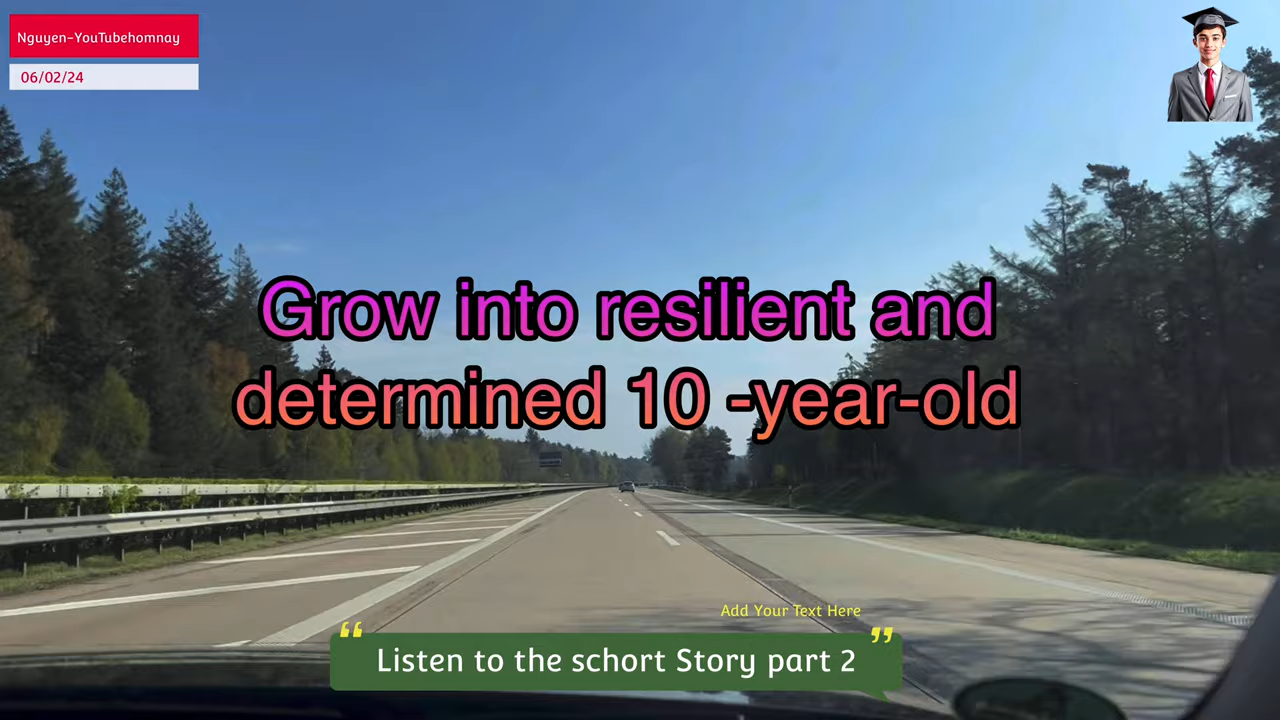 Nguyen-YouTubehomnay
06/02/24
Grow into resilient and
determined 10 -year-old
Add Your Text Here
“ Listen to the schort Story part 2 ”